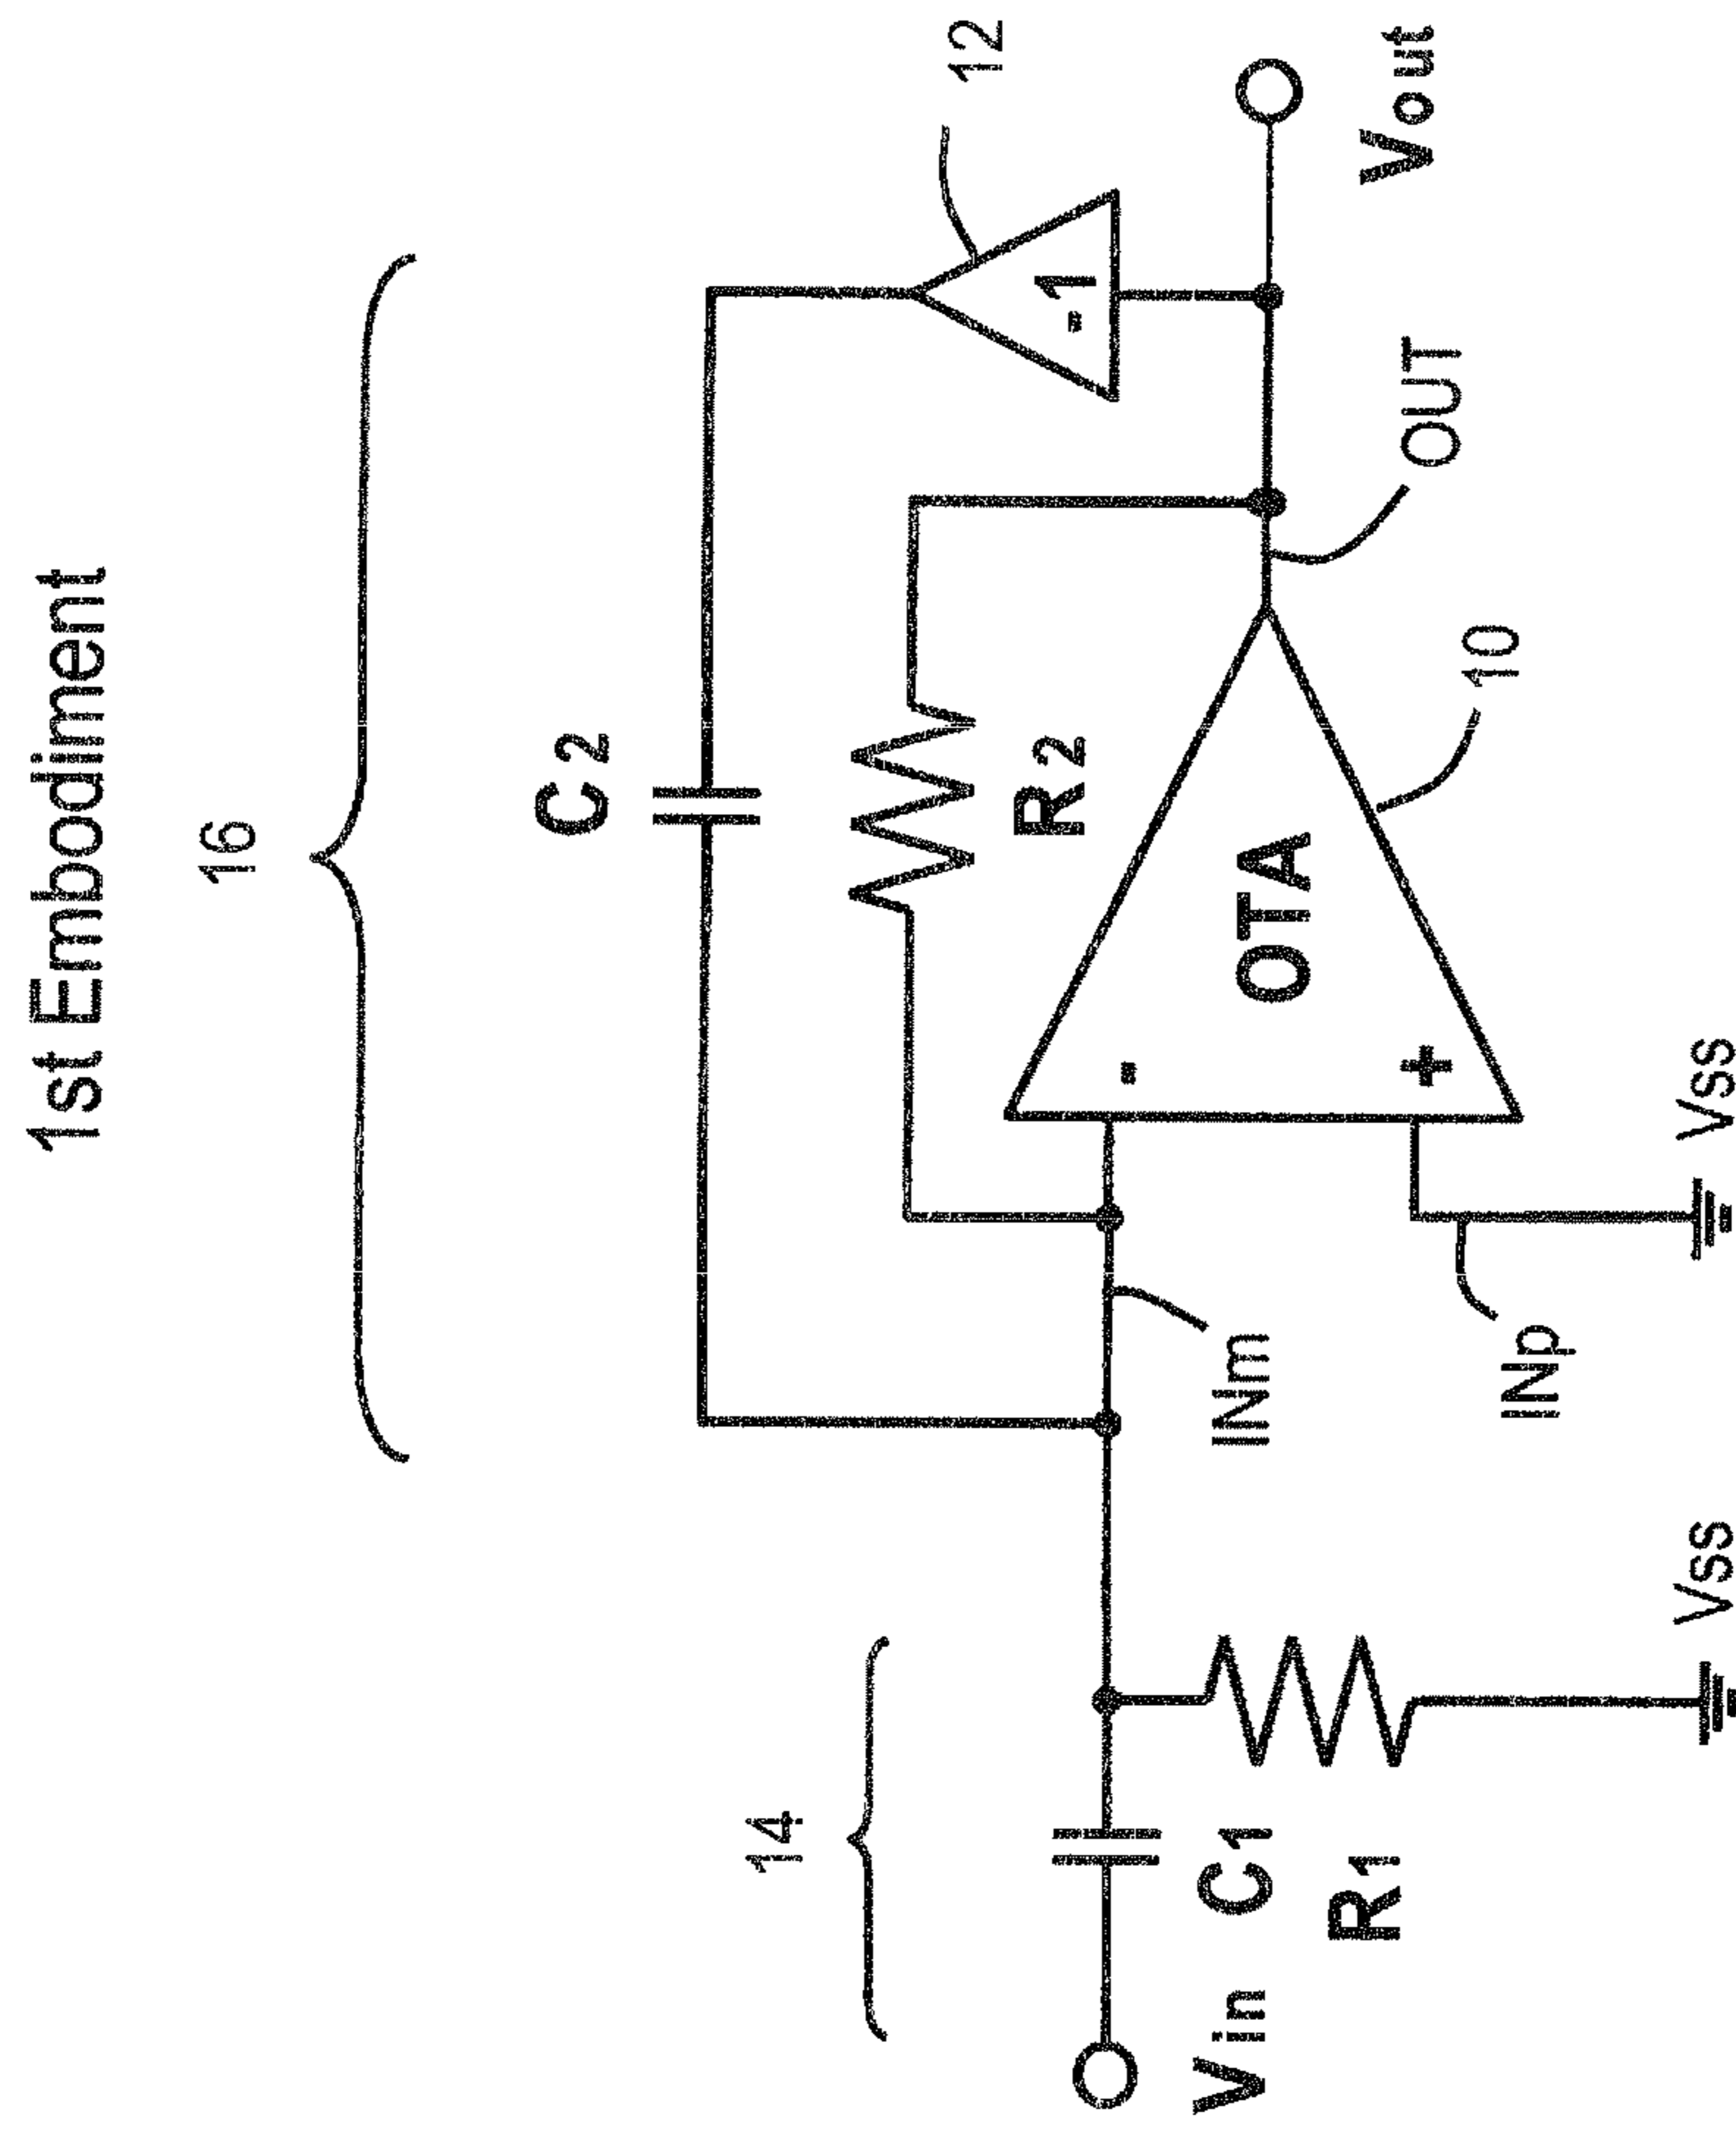 1st Embodiment
16
14
C2
12
R2
OTA
-1
-
+
INm
OUT
10
INp
Vin
C1
R1
Vout
Vss
Vss